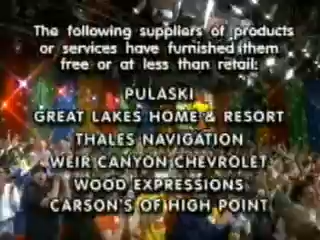 The following suppliers of products
or services have furnished them
free or at less than retail:
PULASKI
GREAT LAKES HOME & RESORT
THALES NAVIGATION
WEIR CANYON CHEVROLET
WOOD EXPRESSIONS
CARSON'S OF HIGH POINT